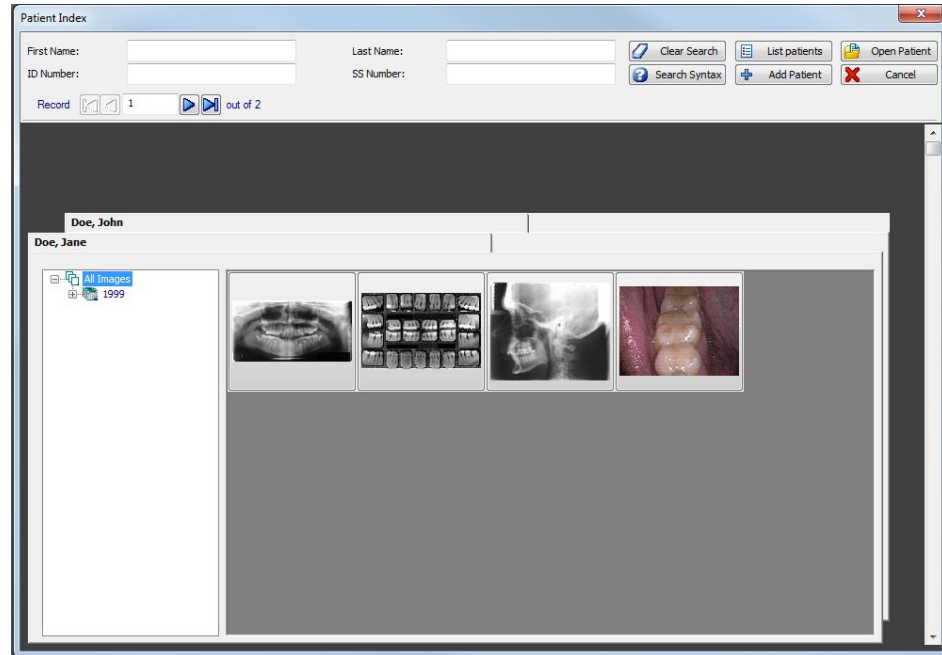 Patient Index
First Name:
Last Name:
Clear Search
List patients
Open Patient
ID Number:
SS Number:
Search Syntax
Add Patient
Cancel
Record 1 out of 2
Doe, John
Doe, Jane
All Images
1999